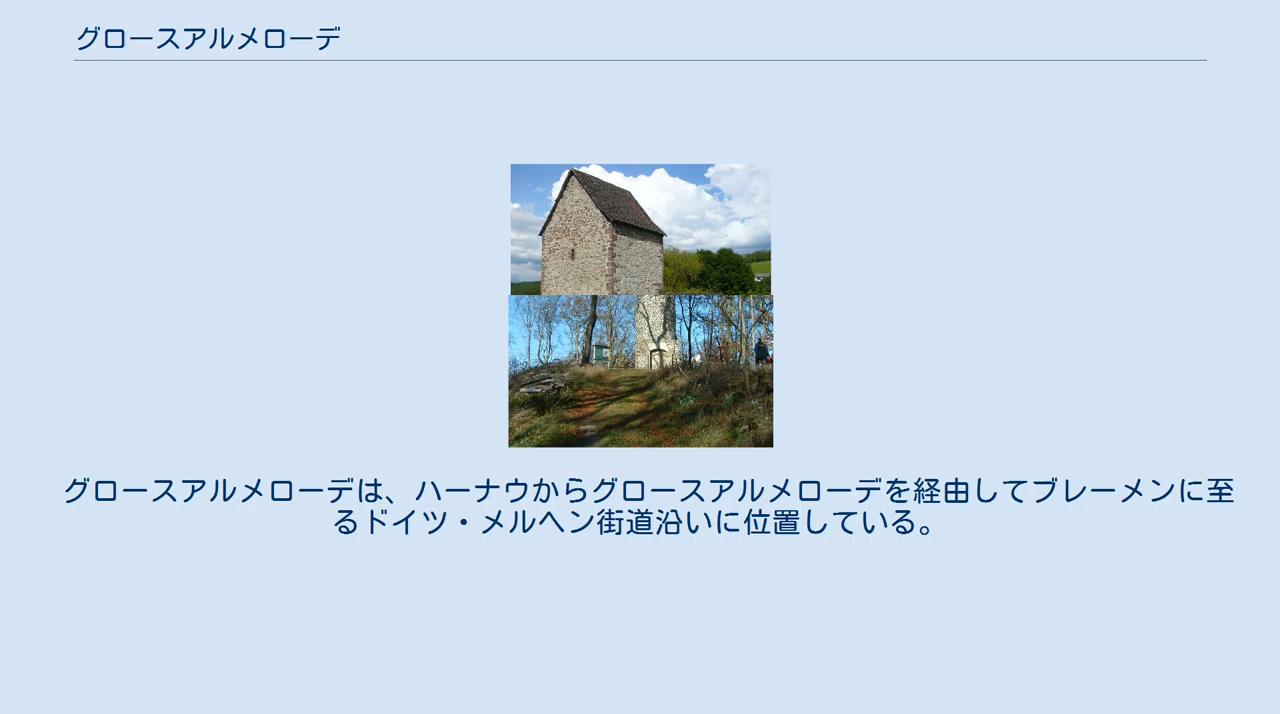 グロースアルメローデ
グロースアルメローデは、ハーナウからグロースアルメローデを経由してブレーメンに至
るドイツ・メルヘン街道沿いに位置している。